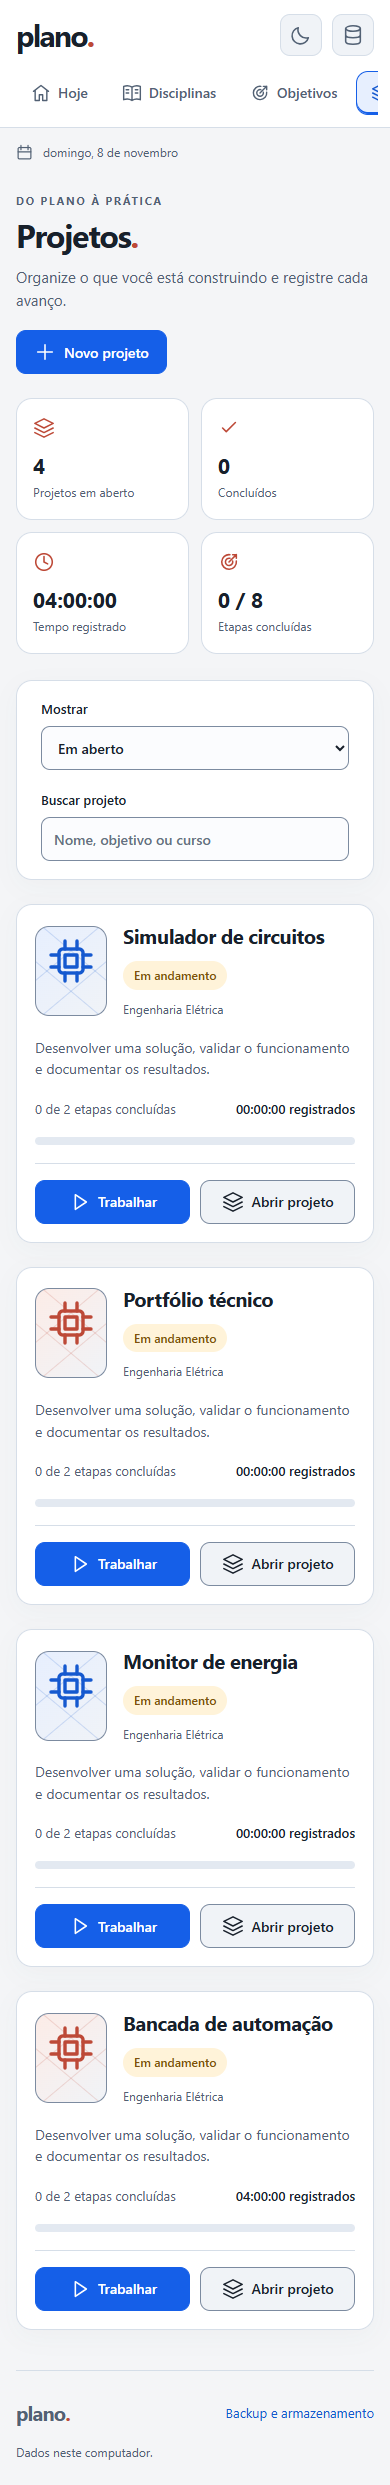 plano.
Hoje
Disciplinas
Objetivos
domingo, 8 de novembro
DO PLANO À PRÁTICA
Projetos.
Organize o que você está construindo e registre cada
avanço.
Novo projeto
4
Projetos em aberto
0
Concluídos
04:00:00
Tempo registrado
0 / 8
Etapas concluídas
Mostrar
Em aberto
Buscar projeto
Nome, objetivo ou curso
Simulador de circuitos
Em andamento
Engenharia Elétrica
Desenvolver uma solução, validar o funcionamento
e documentar os resultados.
0 de 2 etapas concluídas 00:00:00 registrados
Trabalhar Abrir projeto
Portfólio técnico
Em andamento
Engenharia Elétrica
Desenvolver uma solução, validar o funcionamento
e documentar os resultados.
0 de 2 etapas concluídas 00:00:00 registrados
Trabalhar Abrir projeto
Monitor de energia
Em andamento
Engenharia Elétrica
Desenvolver uma solução, validar o funcionamento
e documentar os resultados.
0 de 2 etapas concluídas 00:00:00 registrados
Trabalhar Abrir projeto
Bancada de automação
Em andamento
Engenharia Elétrica
Desenvolver uma solução, validar o funcionamento
e documentar os resultados.
0 de 2 etapas concluídas 04:00:00 registrados
Trabalhar Abrir projeto
plano. Backup e armazenamento
Dados neste computador.